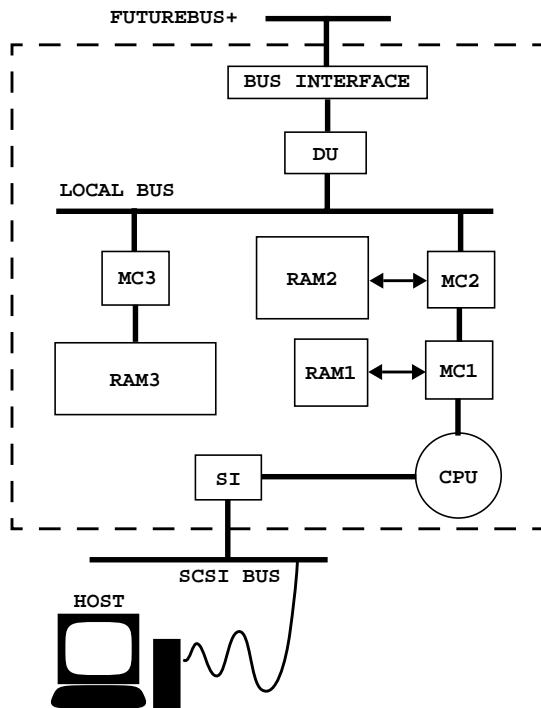 FUTUREBUS+
BUS INTERFACE
DU
LOCAL BUS
MC3
RAM2
MC2
RAM3
RAM1
MC1
SI
CPU
SCSI BUS
HOST